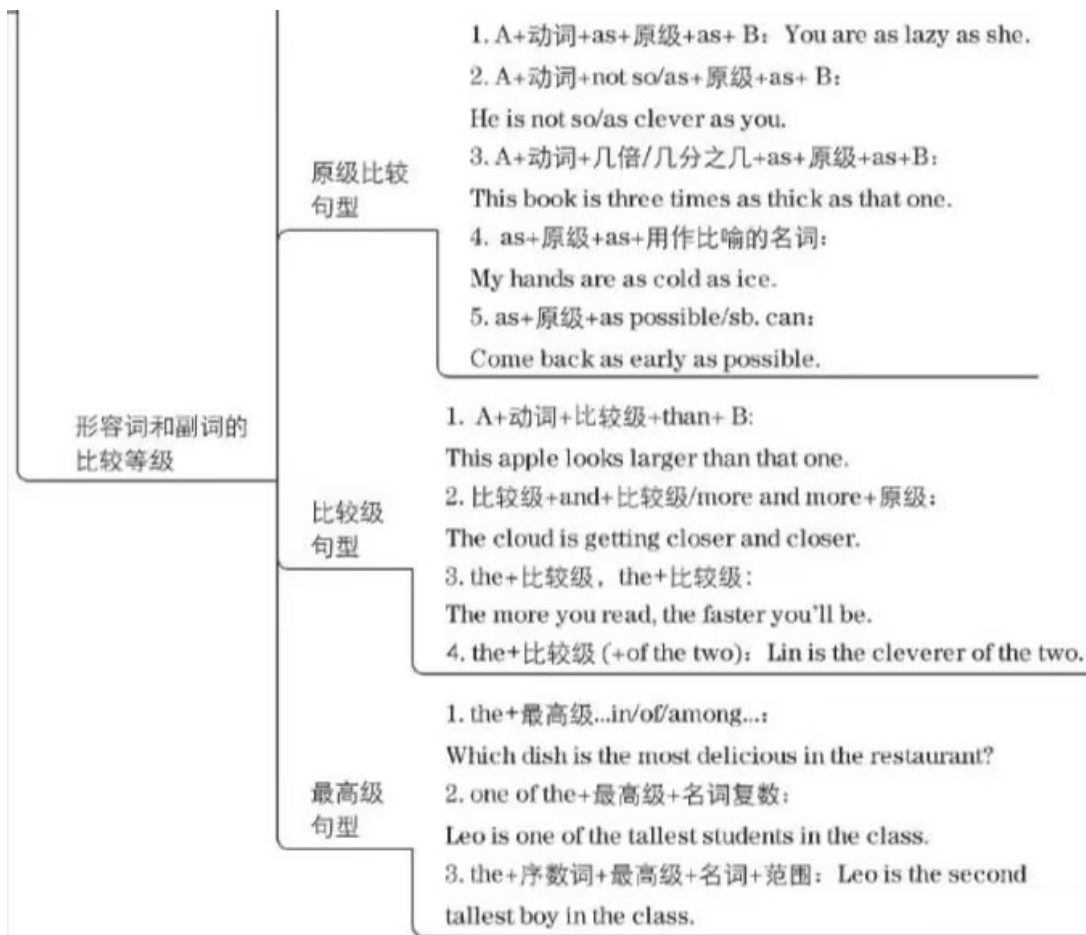 1. A+动词+as+原级+as+ B：You are as lazy as she.
2. A+动词+not so/as+原级+as+ B：
He is not so/as clever as you.
3. A+动词+几倍/几分之几+as+原级+as+B：
This book is three times as thick as that one.
4. as+原级+as+用作比喻的名词：
My hands are as cold as ice.
5. as+原级+as possible/sb. can：
Come back as early as possible.
原级比较
句型
形容词和副词的
比较等级
1. A+动词+比较级+than+ B:
This apple looks larger than that one.
2. 比较级+and+比较级/more and more+原级：
The cloud is getting closer and closer.
3. the+比较级，the+比较级：
The more you read, the faster you'll be.
4. the+比较级 (+of the two)：Lin is the cleverer of the two.
比较级
句型
1. the+最高级...in/of/among...：
Which dish is the most delicious in the restaurant?
2. one of the+最高级+名词复数：
Leo is one of the tallest students in the class.
3. the+序数词+最高级+名词+范围：Leo is the second
tallest boy in the class.
最高级
句型